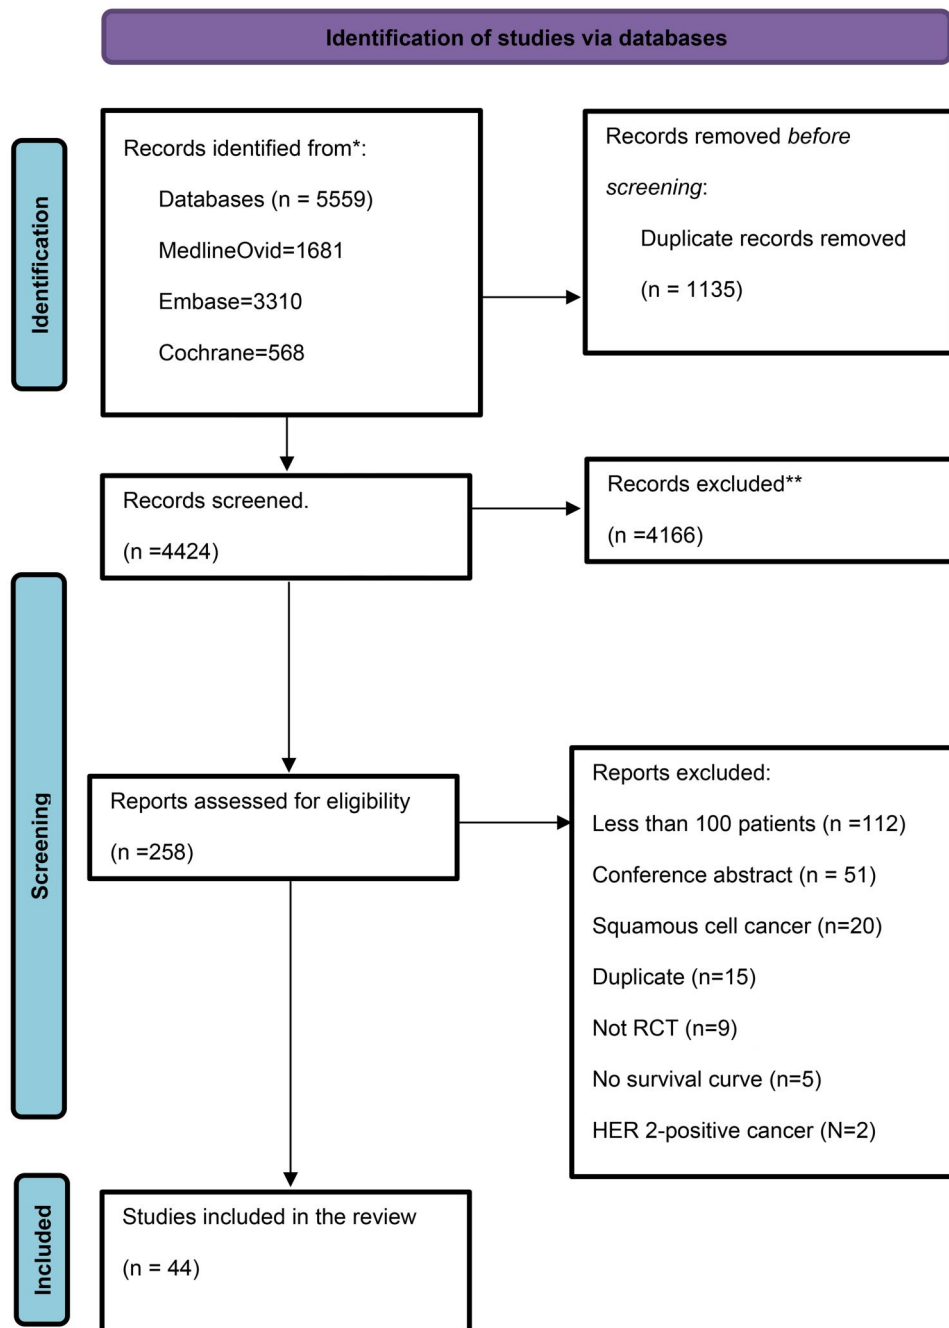 Identification of studies via databases
Identification
Records identified from*:
Databases (n = 5559)
MedlineOvid=1681
Embase=3310
Cochrane=568
Records removed before
screening:
Duplicate records removed
(n = 1135)
Records screened.
(n =4424)
Records excluded**
(n =4166)
Screening
Reports assessed for eligibility
(n =258)
Reports excluded:
Less than 100 patients (n =112)
Conference abstract (n = 51)
Squamous cell cancer (n=20)
Duplicate (n=15)
Not RCT (n=9)
No survival curve (n=5)
HER 2-positive cancer (N=2)
Included
Studies included in the review
(n = 44)